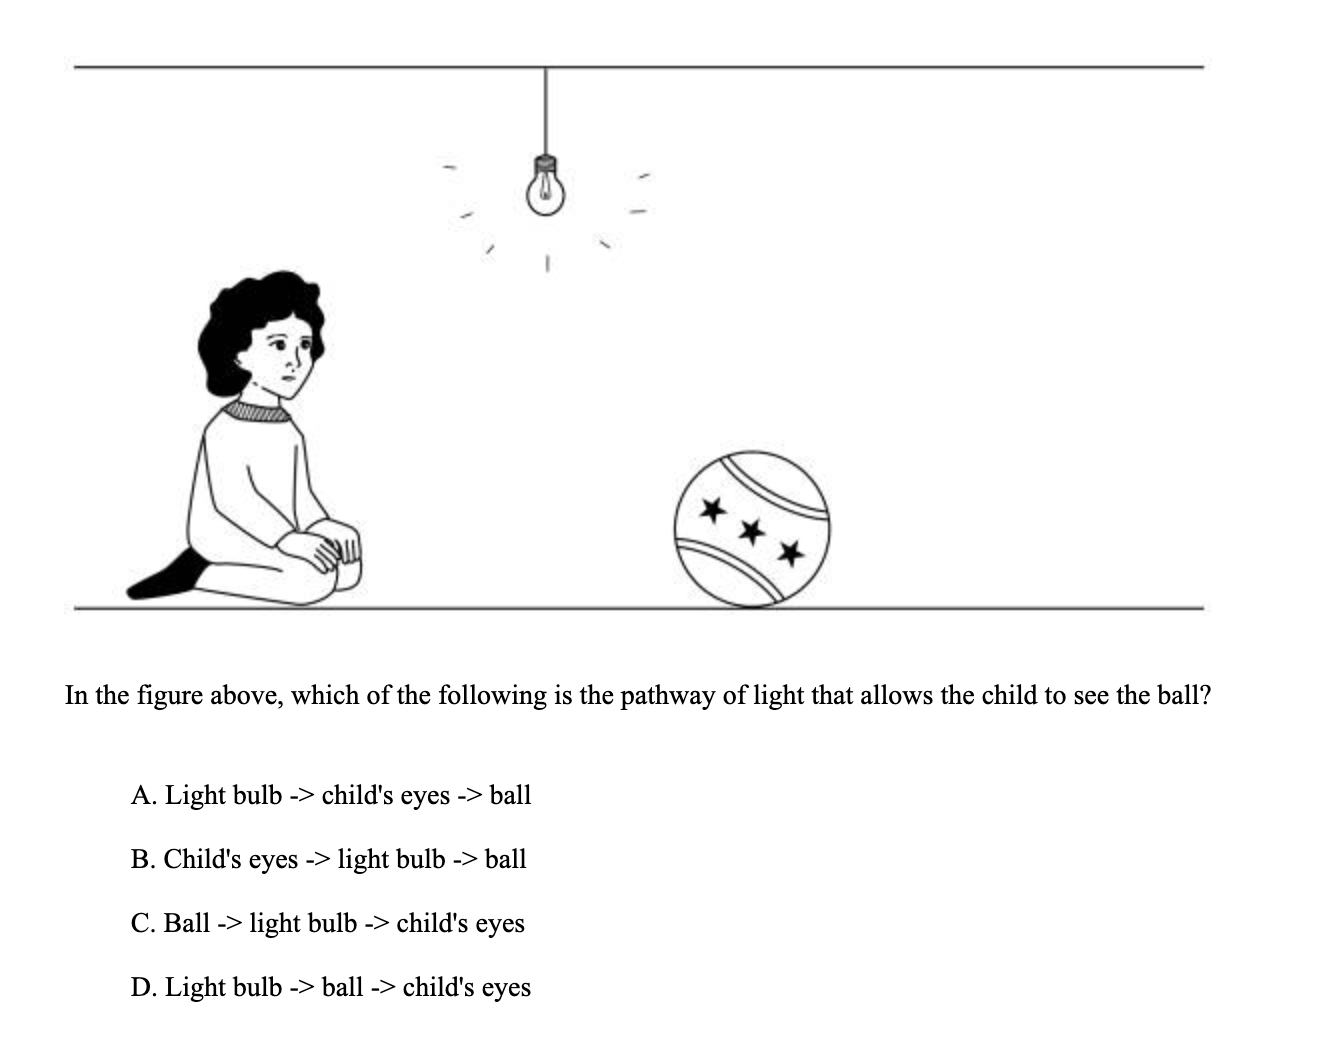 In the figure above, which of the following is the pathway of light that allows the child to see the ball?
A. Light bulb -> child's eyes -> ball
B. Child's eyes -> light bulb -> ball
C. Ball -> light bulb -> child's eyes
D. Light bulb -> ball -> child's eyes